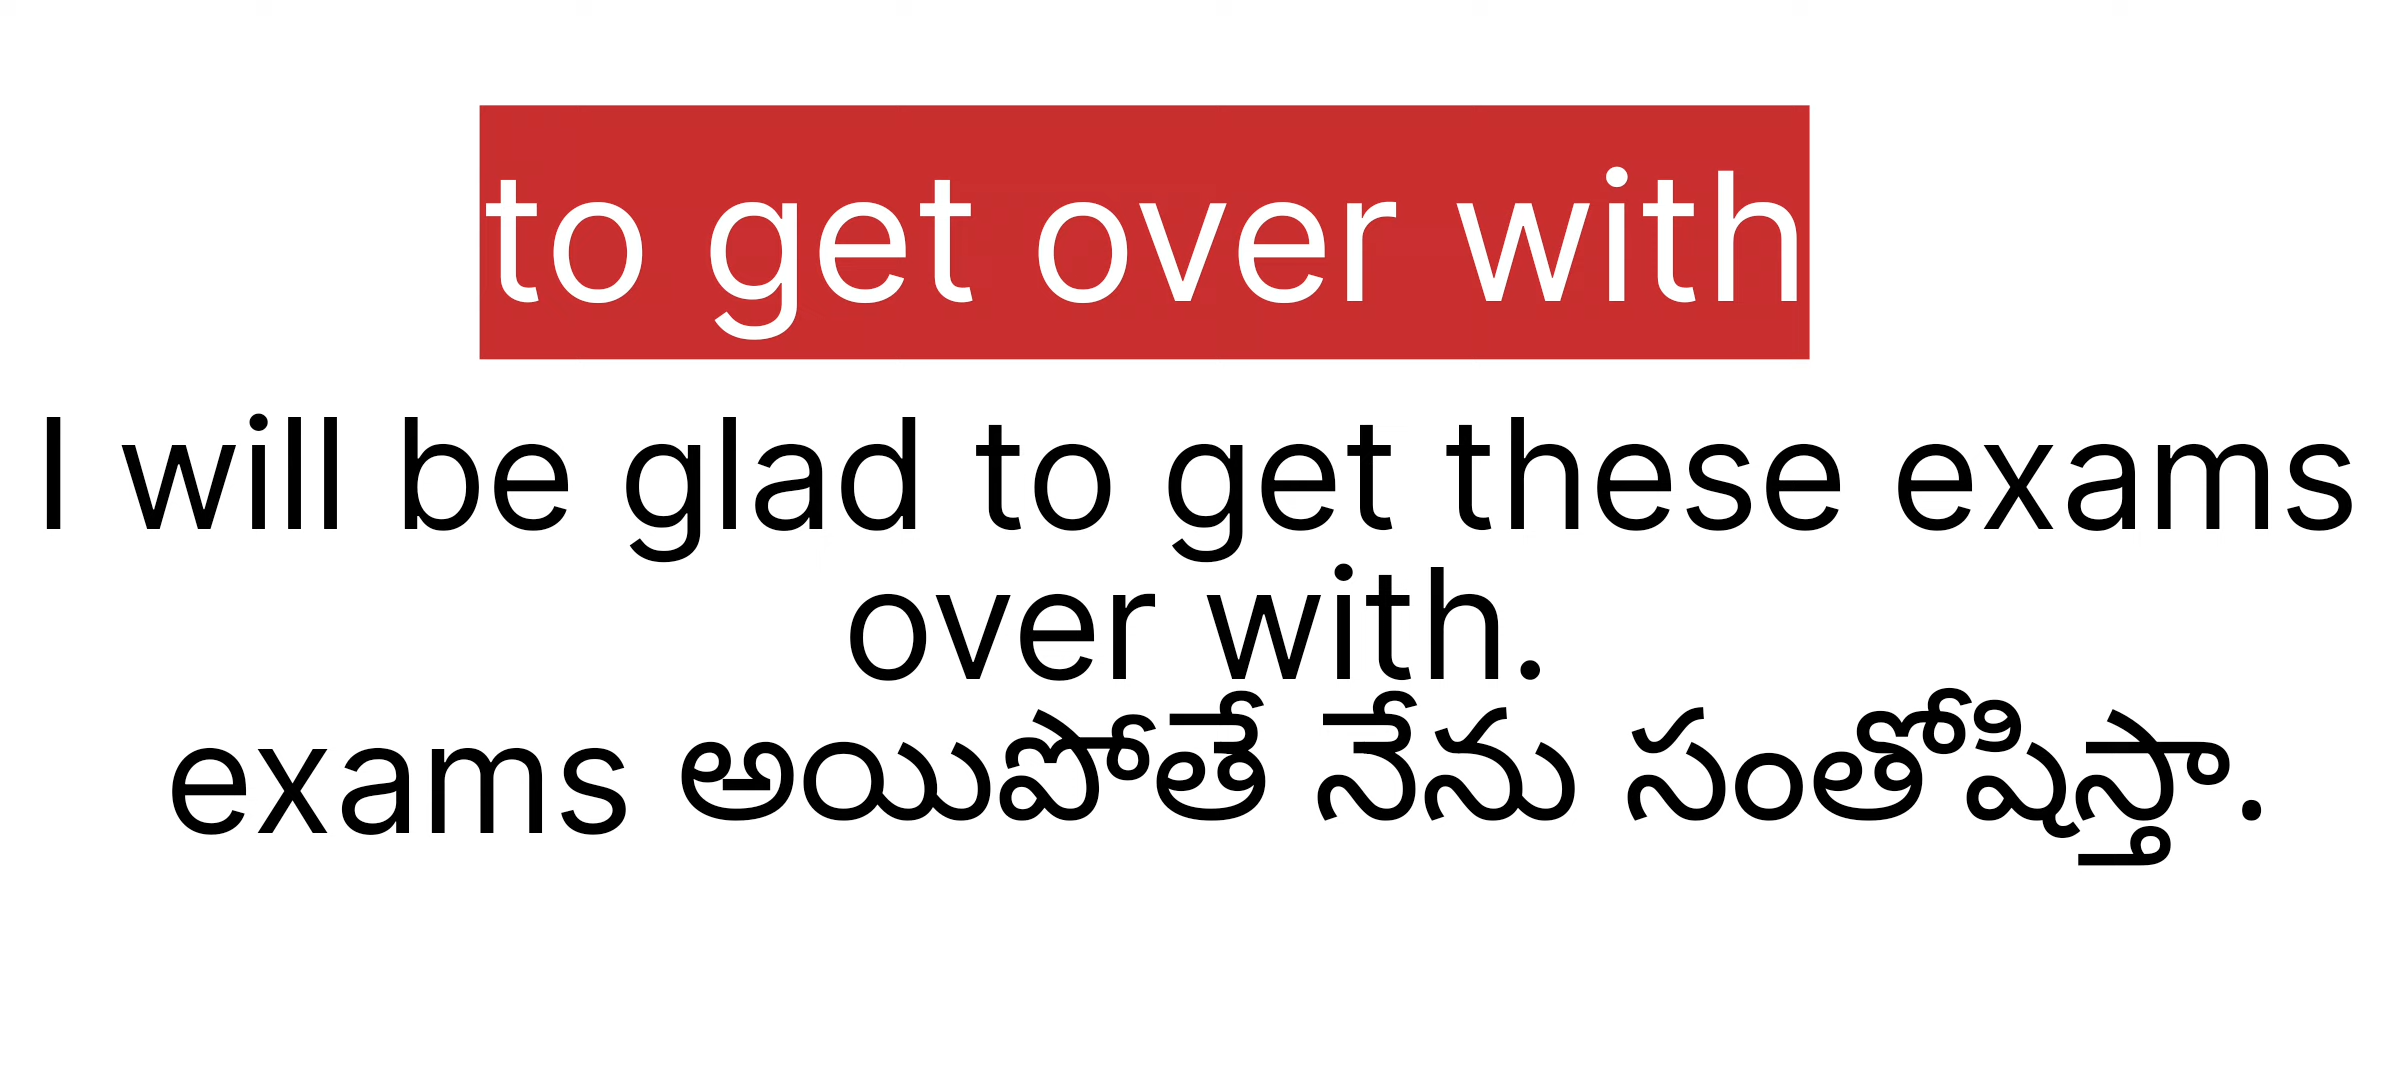 to get over with
I will be glad to get these exams
over with.
exams అయిపోతే నేను సంతోషిస్తా.